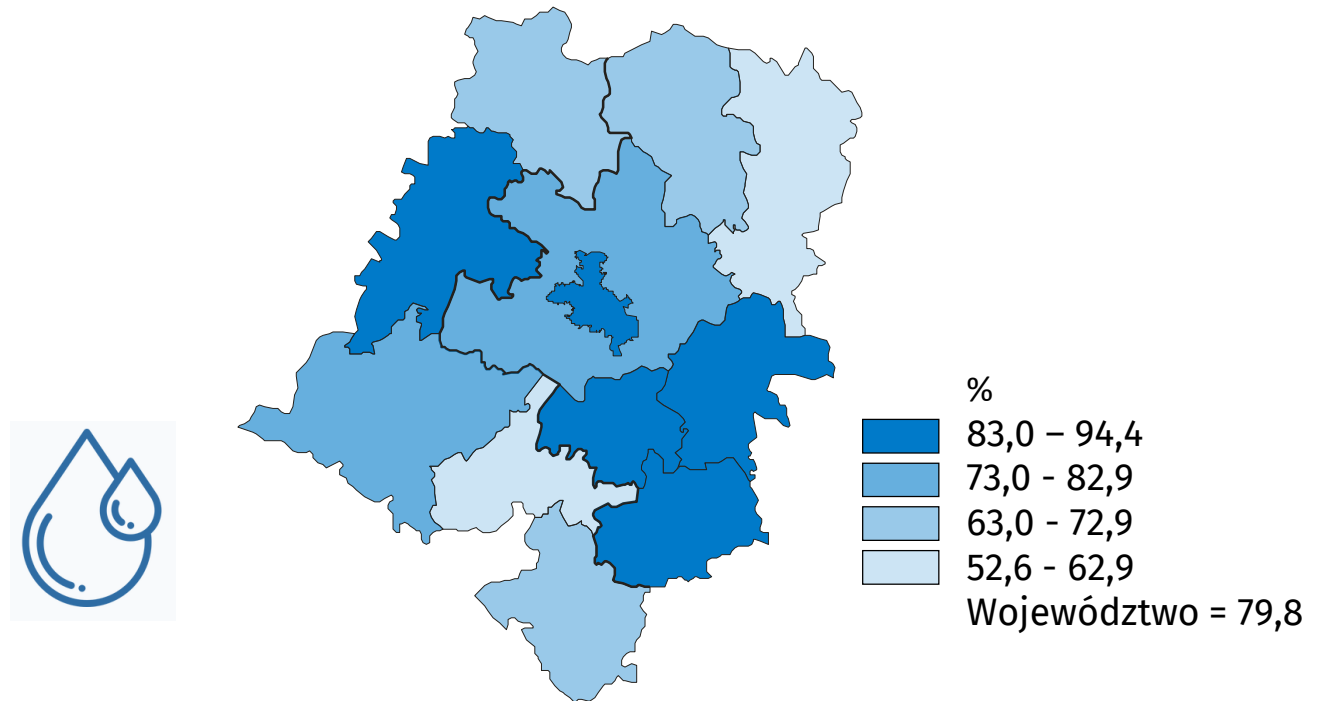 %
83,0 – 94,4
73,0 - 82,9
63,0 - 72,9
52,6 - 62,9
Województwo = 79,8